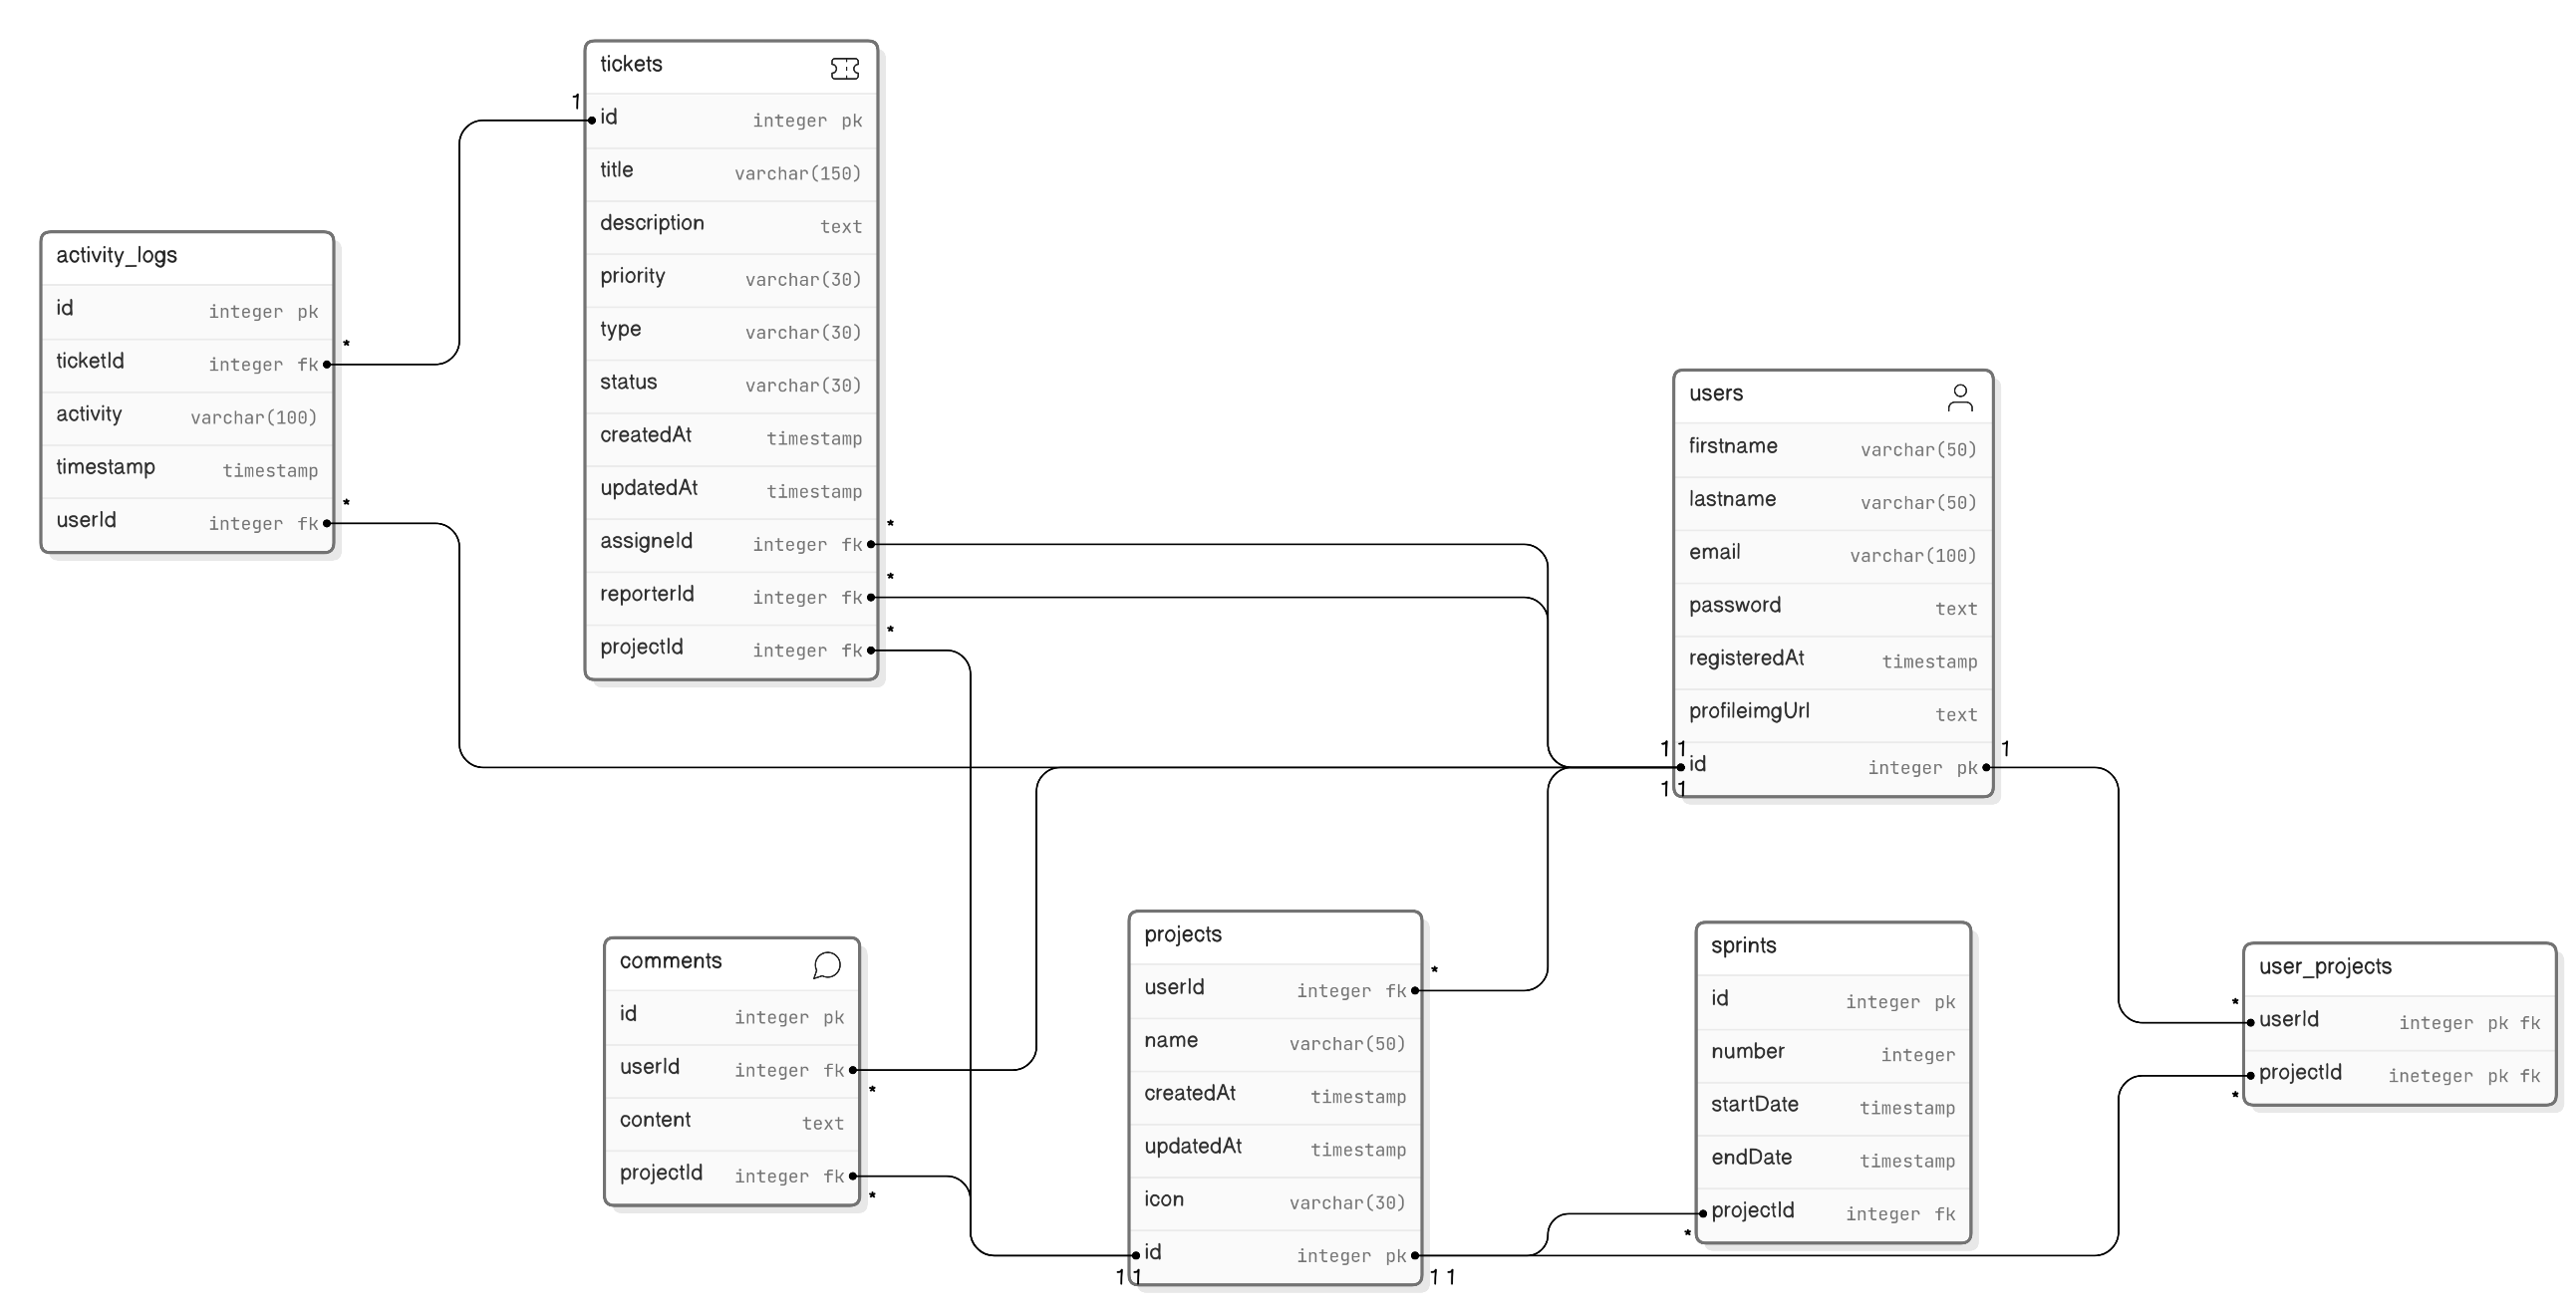 tickets
1
id integer pk
title varchar(150)
description text
priority varchar(30)
type varchar(30)
status varchar(30)
createdAt timestamp
updatedAt timestamp
*
assigneId integer fk
*
reporterId integer fk
*
projectId integer fk
activity_logs
id integer pk
*
ticketId integer fk
activity varchar(100)
timestamp timestamp
*
userId integer fk
users
firstname varchar(50)
lastname varchar(50)
email varchar(100)
password text
registeredAt timestamp
profileimgUrl text
1 1 1
id integer pk
1 1
comments
id integer pk
userId integer fk
*
content text
projectId integer fk
*
projects
*
userId integer fk
name varchar(50)
createdAt timestamp
updatedAt timestamp
icon varchar(30)
id integer pk
1 1 1 1
sprints
id integer pk
number integer
startDate timestamp
endDate timestamp
projectId integer fk
*
user_projects
*
userId integer pk fk
projectId ineteger pk fk
*